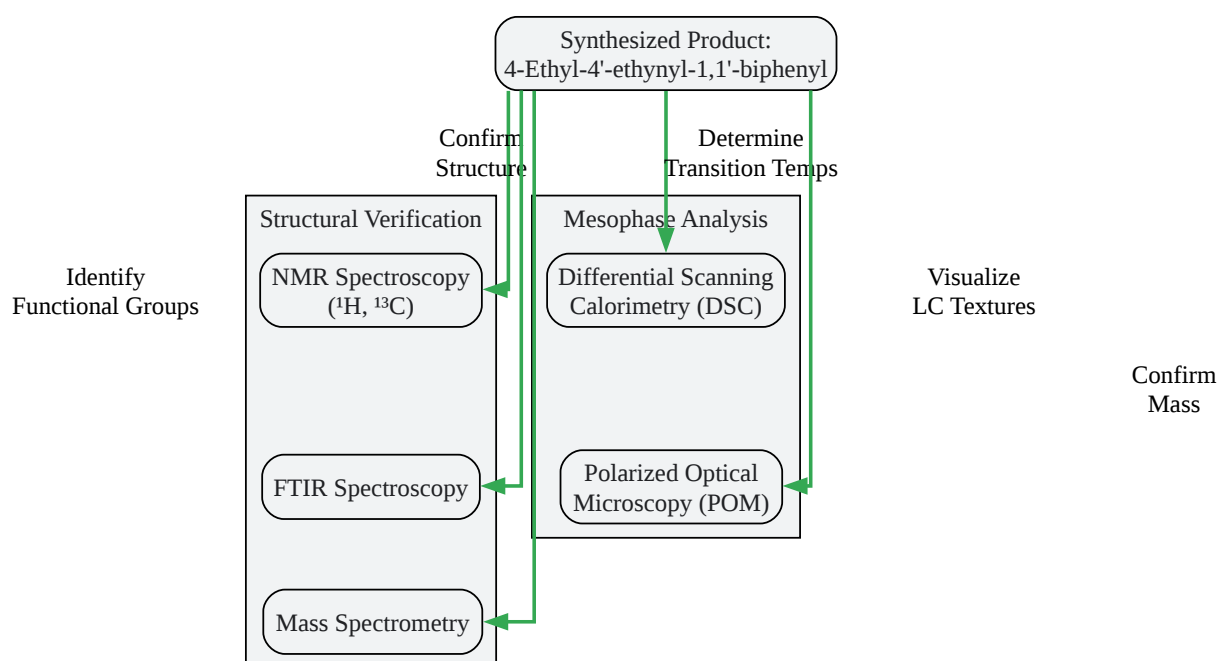 Synthesized Product:
4-Ethyl-4'-ethynyl-1,1'-biphenyl
Confirm
Structure
Determine
Transition Temps
Structural Verification
Mesophase Analysis
Identify
Functional Groups
NMR Spectroscopy
(¹H, ¹³C)
Differential Scanning
Calorimetry (DSC)
Visualize
LC Textures
Confirm
Mass
FTIR Spectroscopy
Polarized Optical
Microscopy (POM)
Mass Spectrometry